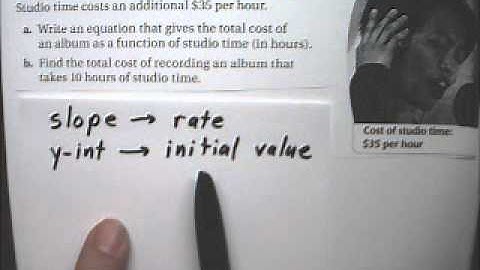 Studio time costs an additional $35 per hour.
a. Write an equation that gives the total cost of
an album as a function of studio time (in hours).
b. Find the total cost of recording an album that
takes 10 hours of studio time.
Cost of studio time:
$35 per hour
slope → rate
y-int → initial value